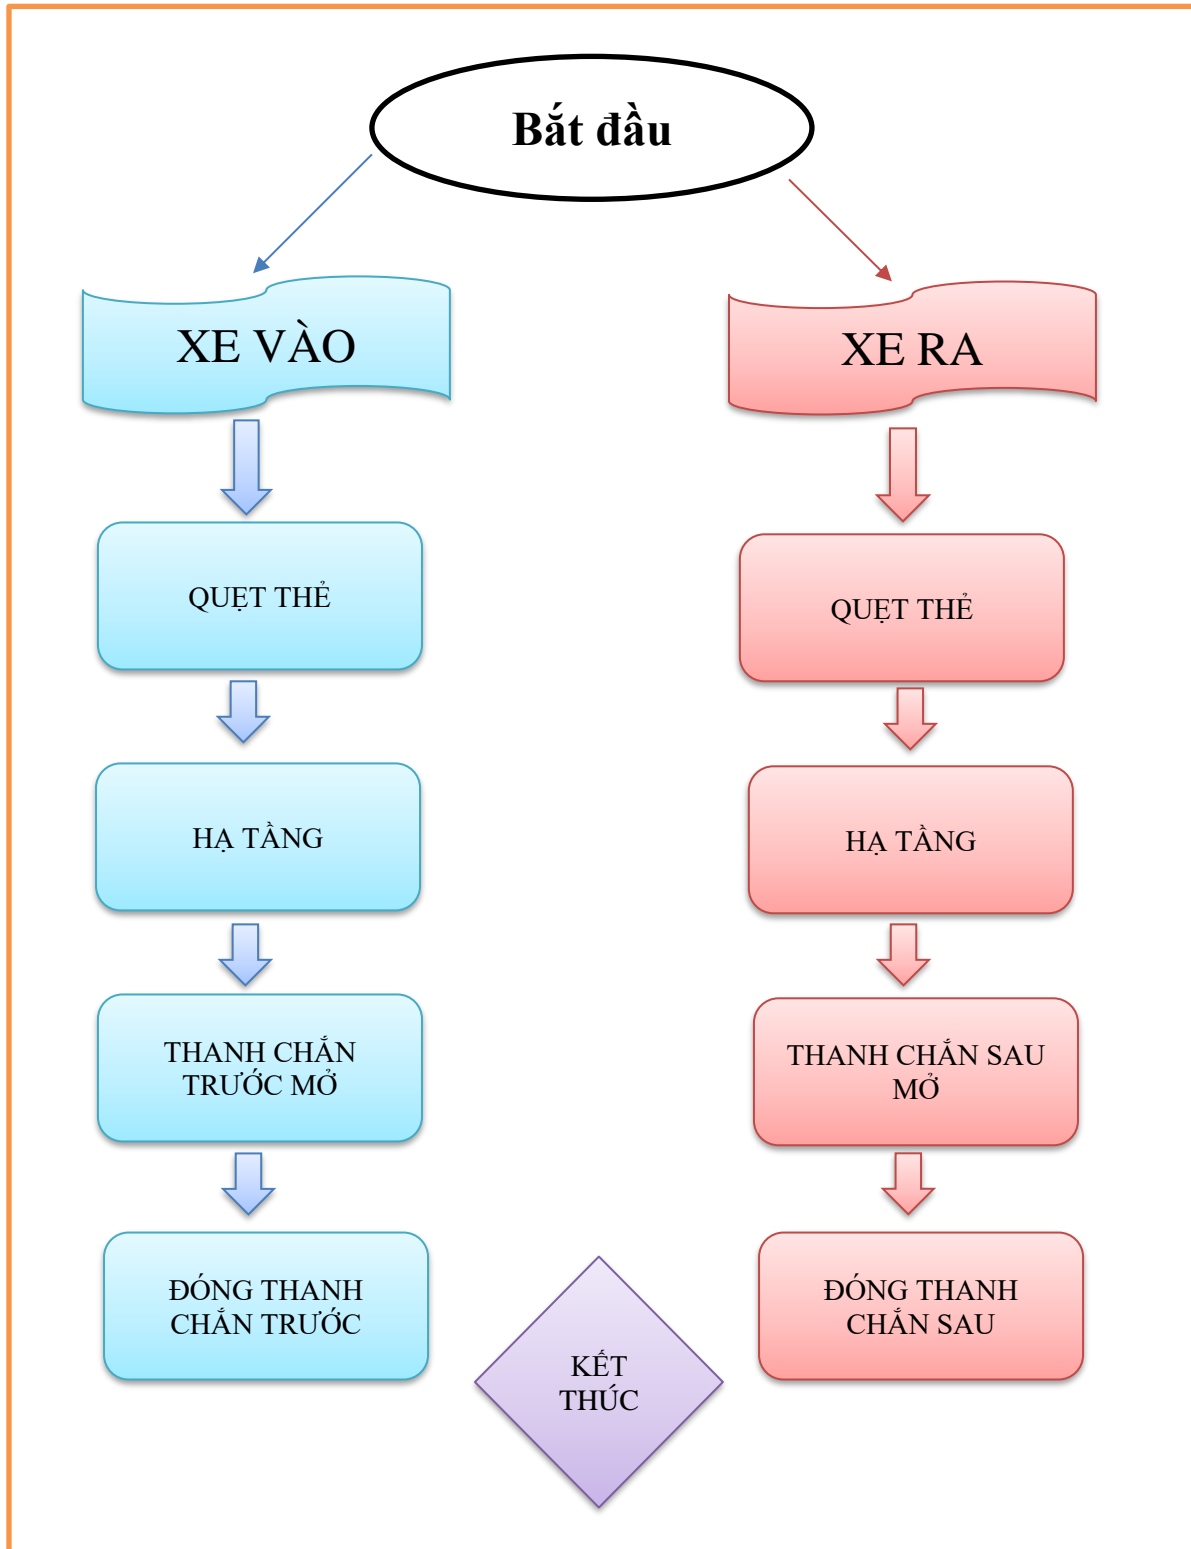 Bắt đầu
XE VÀO
XE RA
QUẸT THẺ
QUẸT THẺ
HẠ TẦNG
HẠ TẦNG
THANH CHẮN
TRƯỚC MỞ
THANH CHẮN SAU
MỞ
ĐÓNG THANH
CHẮN TRƯỚC
ĐÓNG THANH
CHẮN SAU
KẾT
THÚC